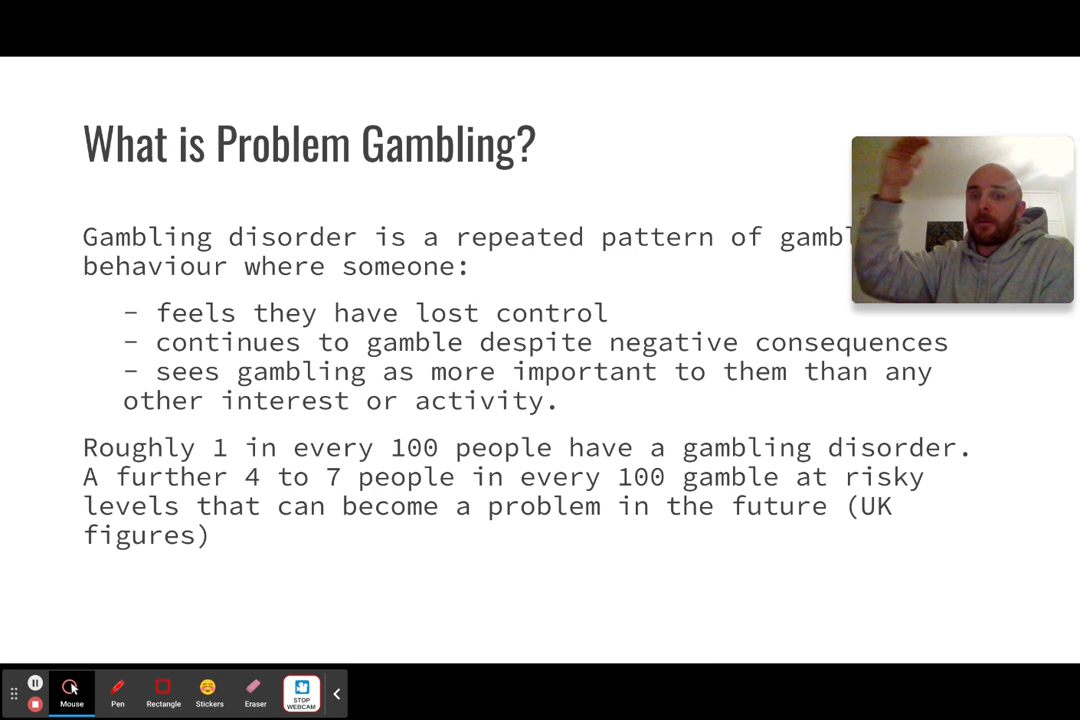 What is Problem Gambling?
Gambling disorder is a repeated pattern of
behaviour where someone:
- feels they have lost control
- continues to gamble despite negative consequences
- sees gambling as more important to them than any
other interest or activity.
Roughly 1 in every 100 people have a gambling disorder.
A further 4 to 7 people in every 100 gamble at risky
levels that can become a problem in the future (UK
figures)
Mouse
Pen
Rectangle
Stickers
Eraser
STOP
WEBCAM